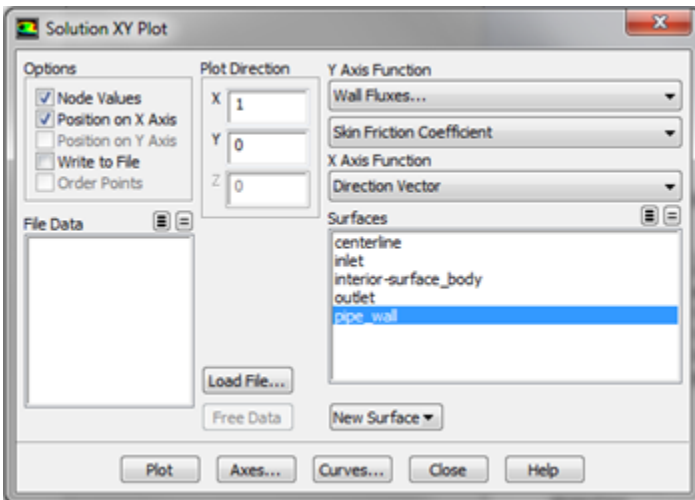 Solution XY Plot
Options
Node Values
Position on X Axis
Position on Y Axis
Write to File
Order Points
Plot Direction
X 1
Y 0
Z 0
Y Axis Function
Wall Fluxes...
Skin Friction Coefficient
X Axis Function
Direction Vector
File Data
Surfaces
centerline
inlet
interior-surface_body
outlet
pipe_wall
Load File...
Free Data
New Surface
Plot
Axes...
Curves...
Close
Help